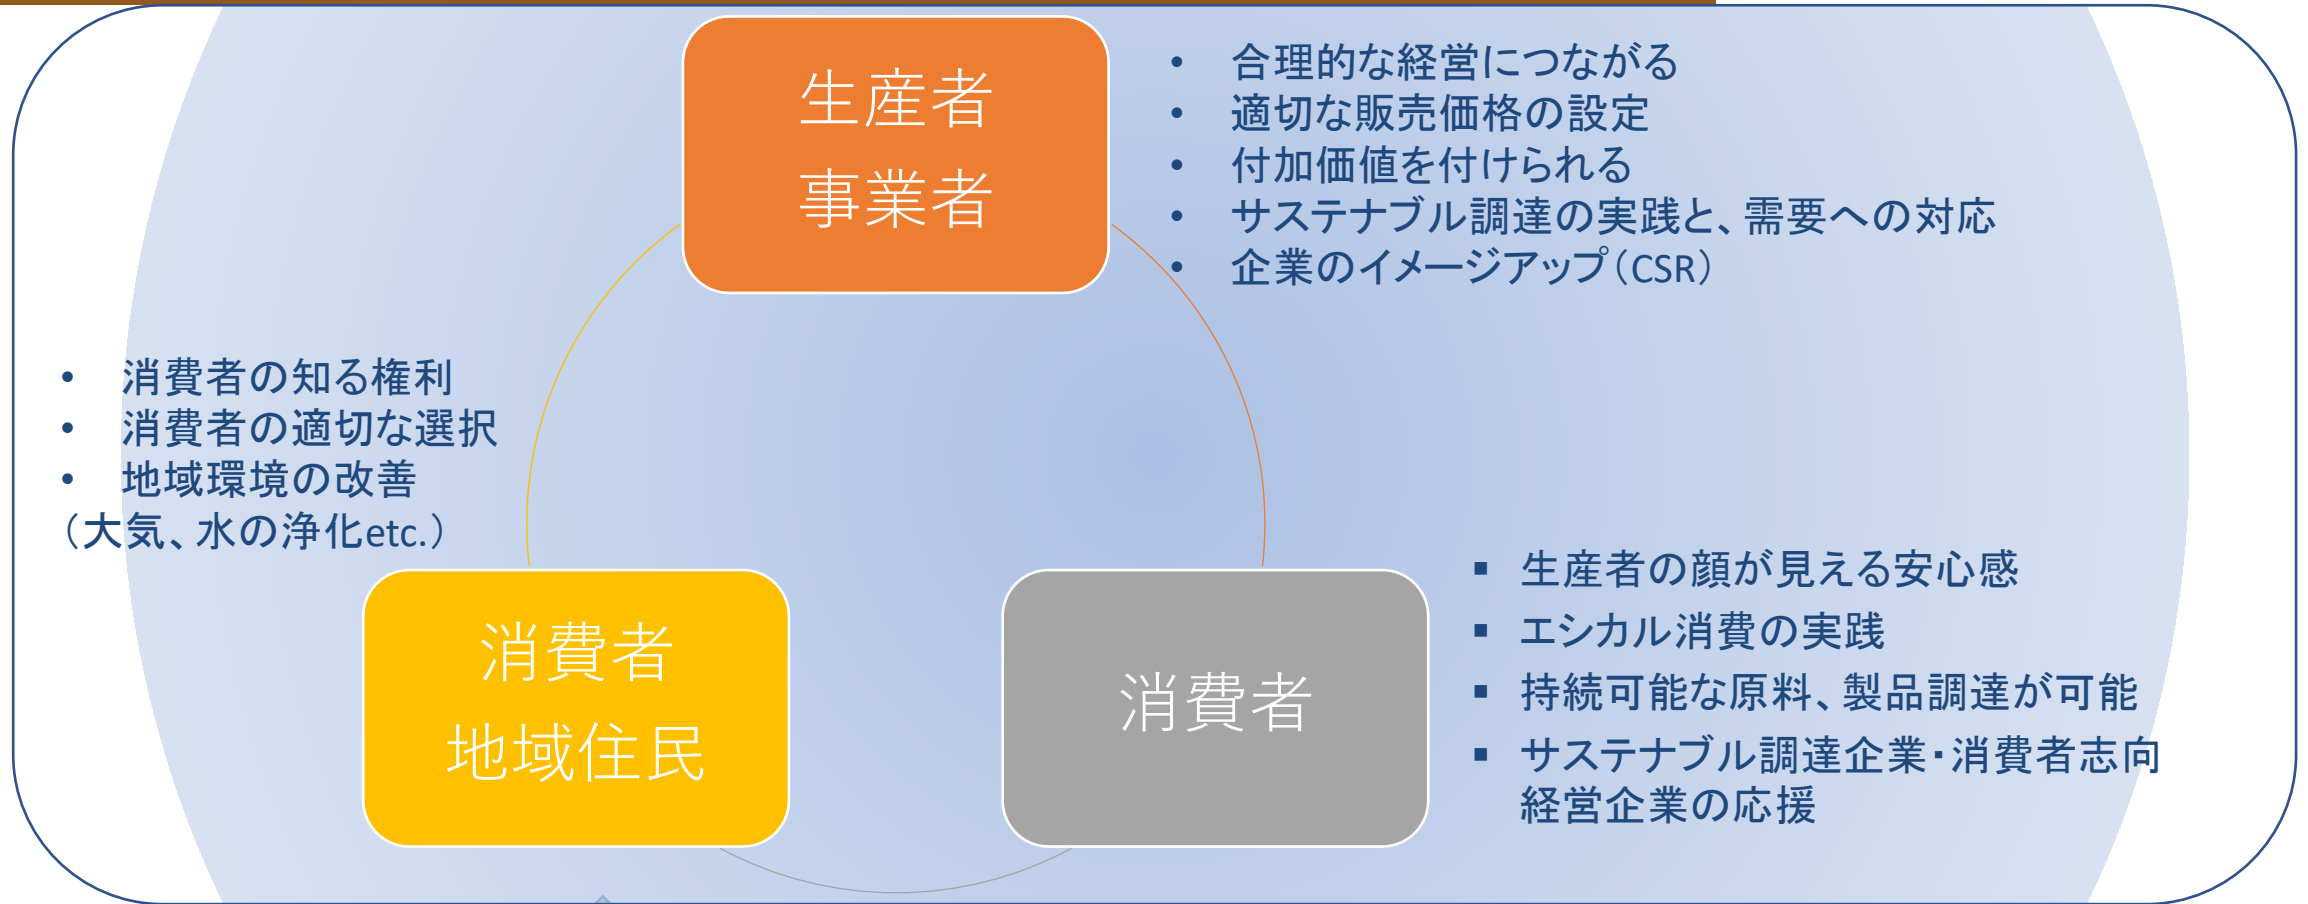 生産者
事業者
• 合理的な経営につながる
• 適切な販売価格の設定
• 付加価値を付けられる
• サステナブル調達の実践と、需要への対応
• 企業のイメージアップ（CSR）
• 消費者の知る権利
• 消費者の適切な選択
• 地域環境の改善
（大気、水の浄化etc.）
消費者
地域住民
消費者
▪ 生産者の顔が見える安心感
▪ エシカル消費の実践
▪ 持続可能な原料、製品調達が可能
▪ サステナブル調達企業・消費者志向
経営企業の応援